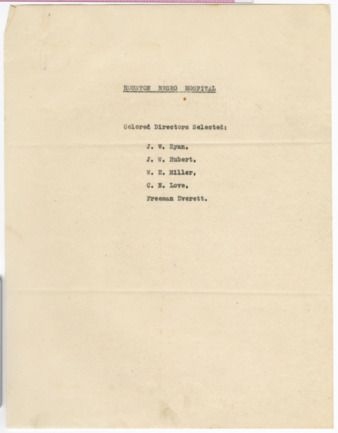 HOUSTON NEGRO HOSPITAL
Colored Directors Selected:
J. W. Ryan.
J. W. Hubert.
W. E. Miller.
C. N. Love.
Freeman Everett.